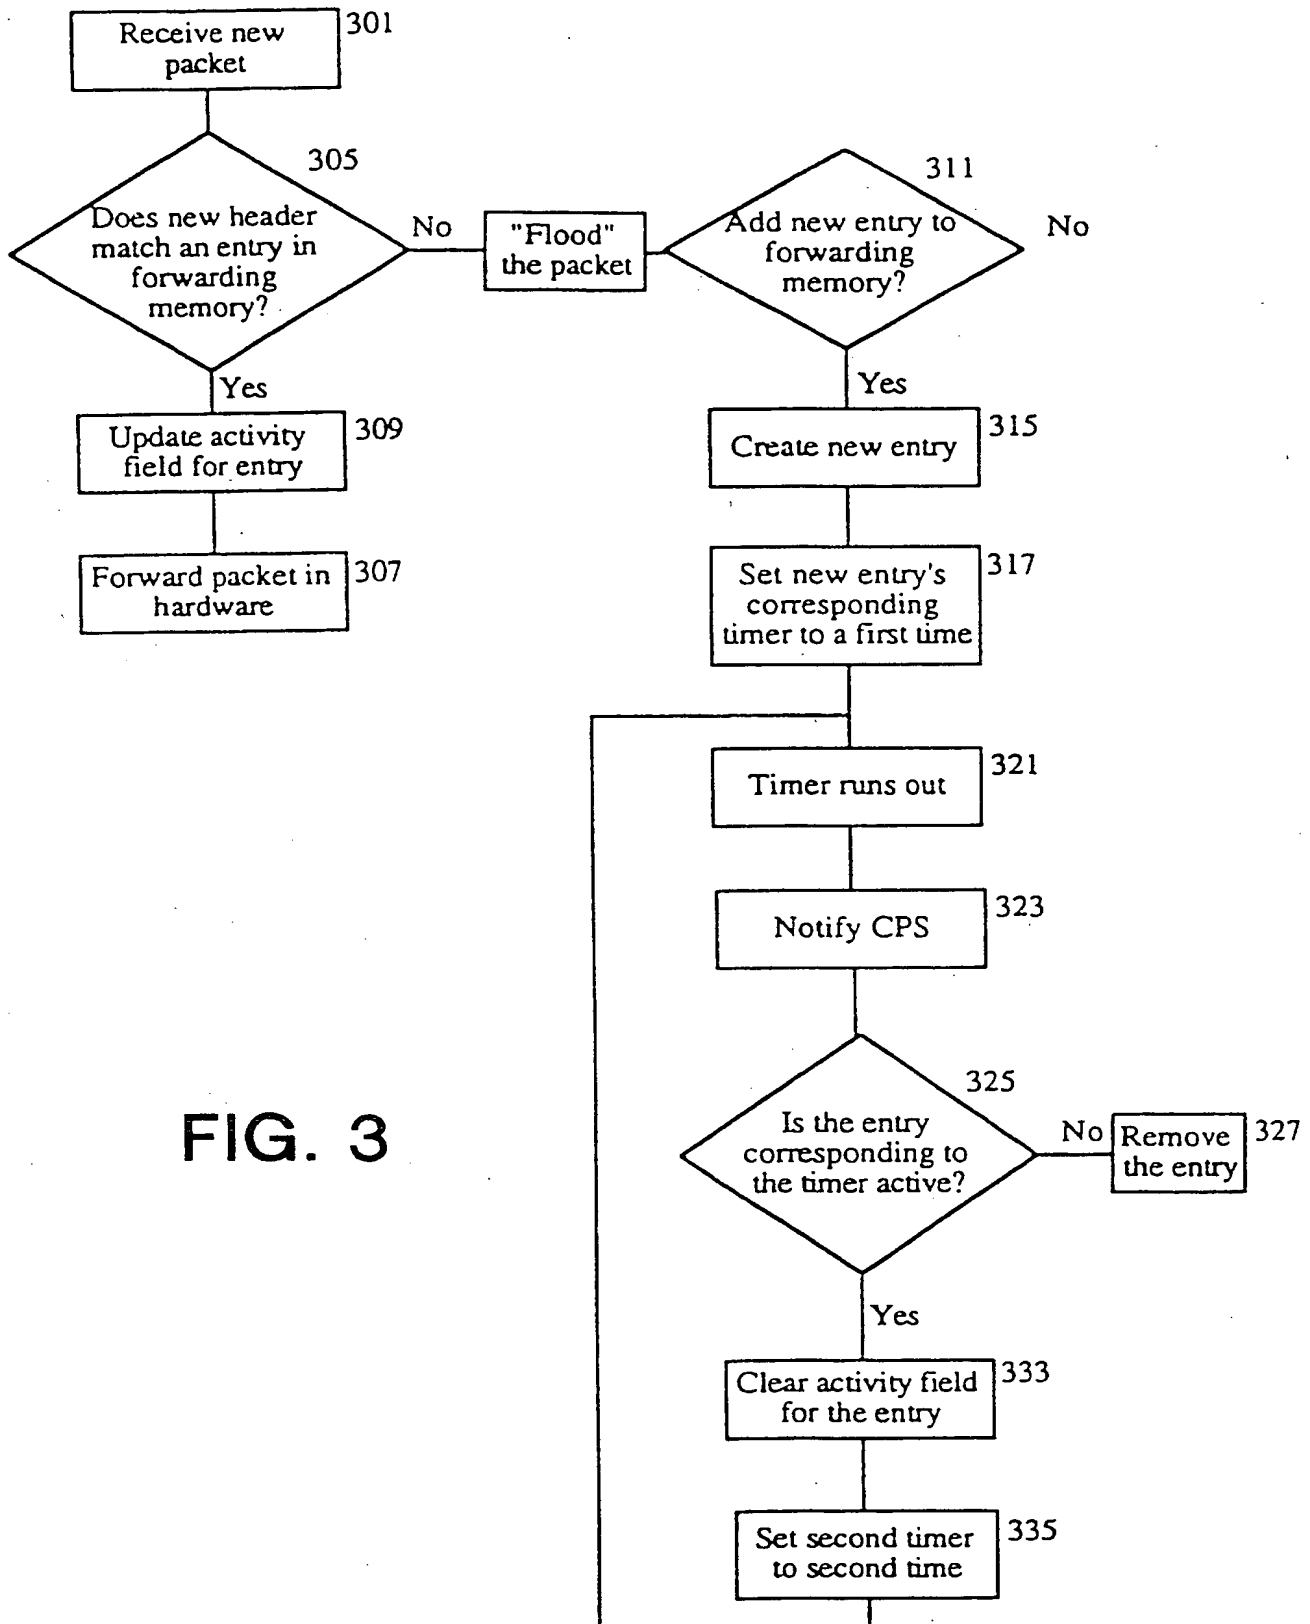 Receive new
packet
301
305
Does new header
match an entry in
forwarding
memory?
No
"Flood"
the packet
311
Add new entry to
forwarding
memory?
No
Yes
Update activity
field for entry
309
Forward packet in
hardware
307
Yes
Create new entry
315
Set new entry's
corresponding
timer to a first time
317
Timer runs out
321
Notify CPS
323
325
Is the entry
corresponding to
the timer active?
No
Remove
the entry
327
Yes
Clear activity field
for the entry
333
Set second timer
to second time
335
FIG. 3